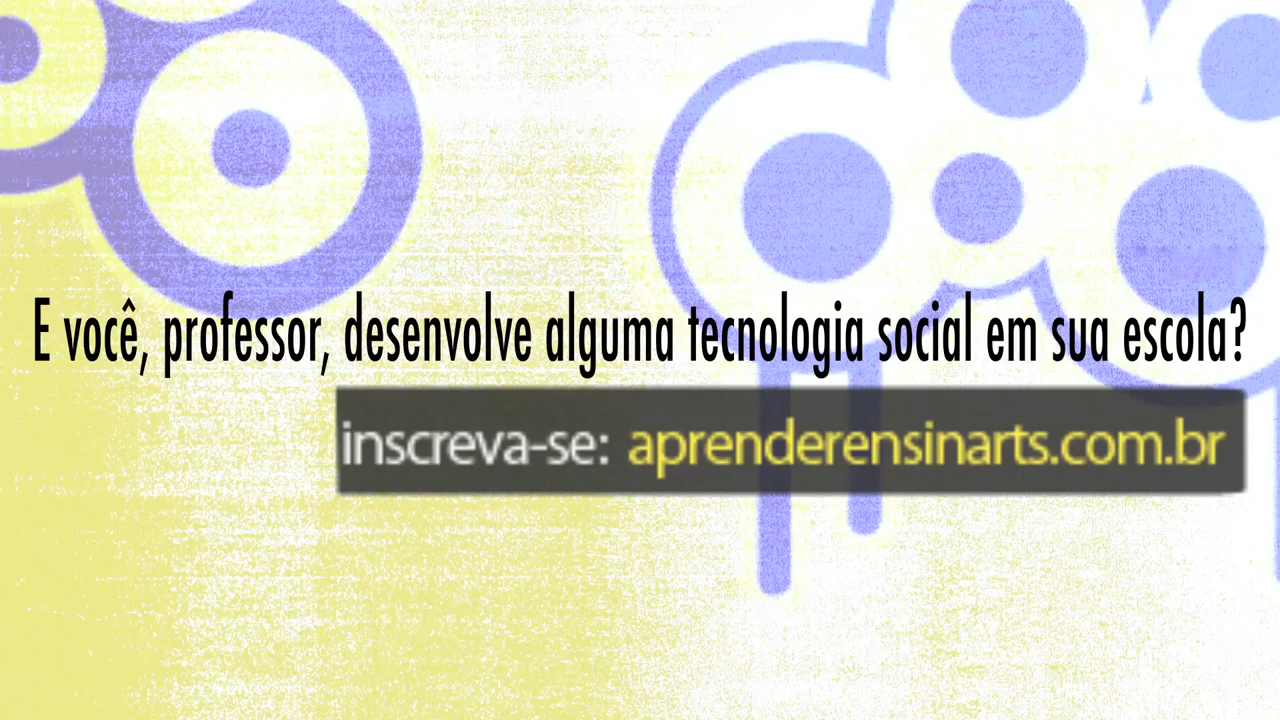 E você, professor, desenvolve alguma tecnologia social em sua escola?
inscreva-se: aprenderensinarts.com.br